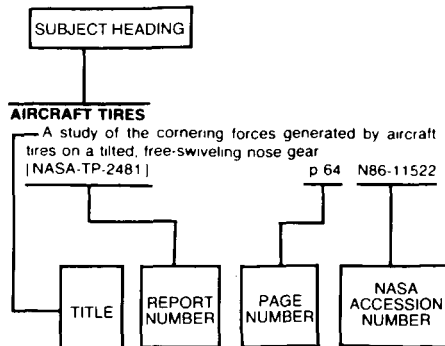 SUBJECT HEADING
AIRCRAFT TIRES
A study of the cornering forces generated by aircraft
tires on a tilted, free-swiveling nose gear
[NASA-TP-2481] p 64 N86-11522
TITLE
REPORT
NUMBER
PAGE
NUMBER
NASA
ACCESSION
NUMBER